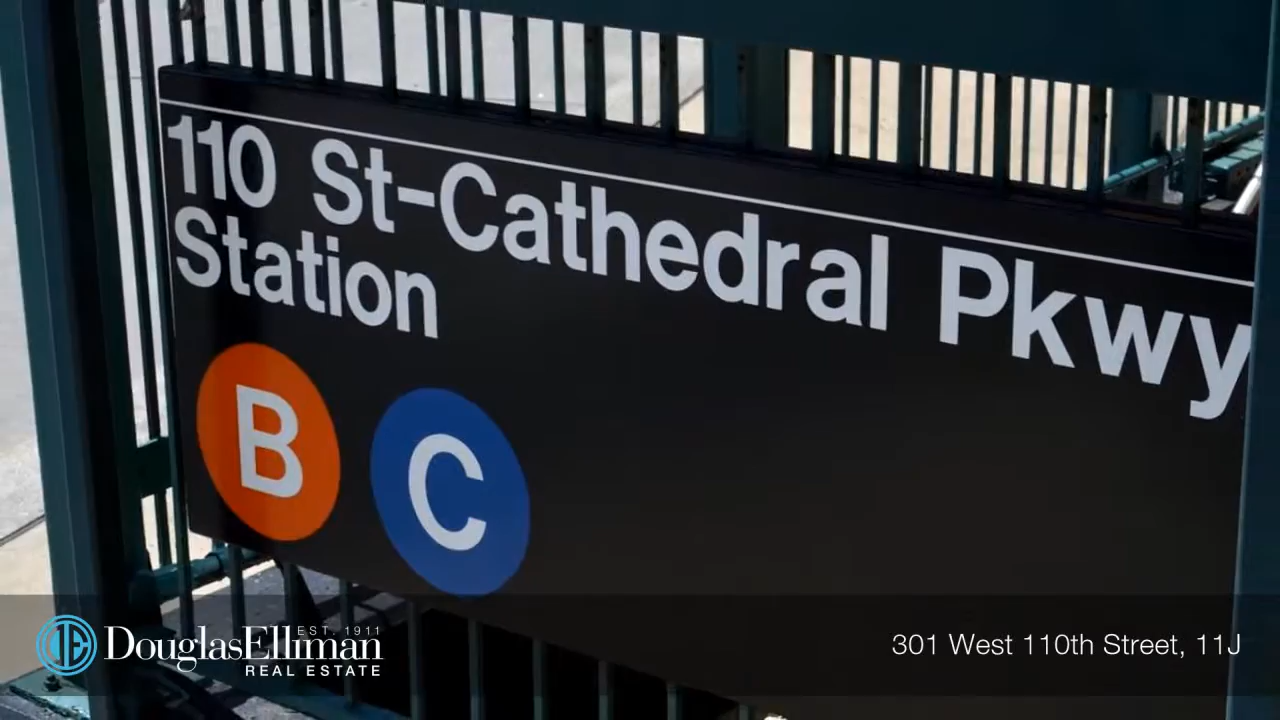 110 St-Cathedral Pkwy
Station
B C
EST. 1911
DouglasElliman
REAL ESTATE
301 West 110th Street, 11J